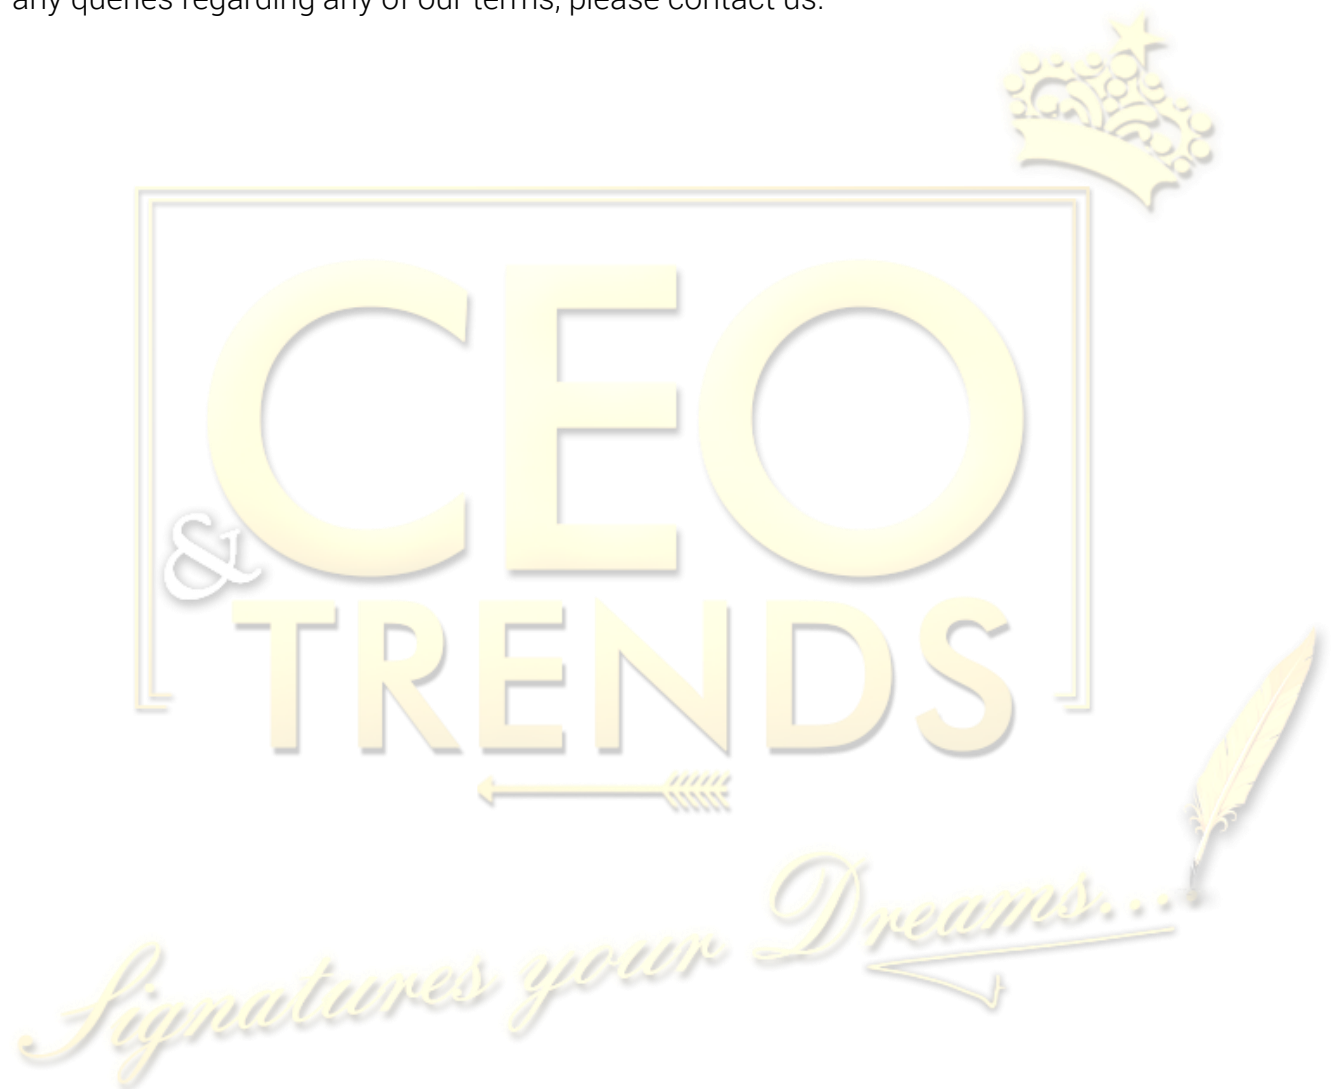 any queries regarding any of our terms, please contact us.
CEO
&
TRENDS
Signatures your Dreams...